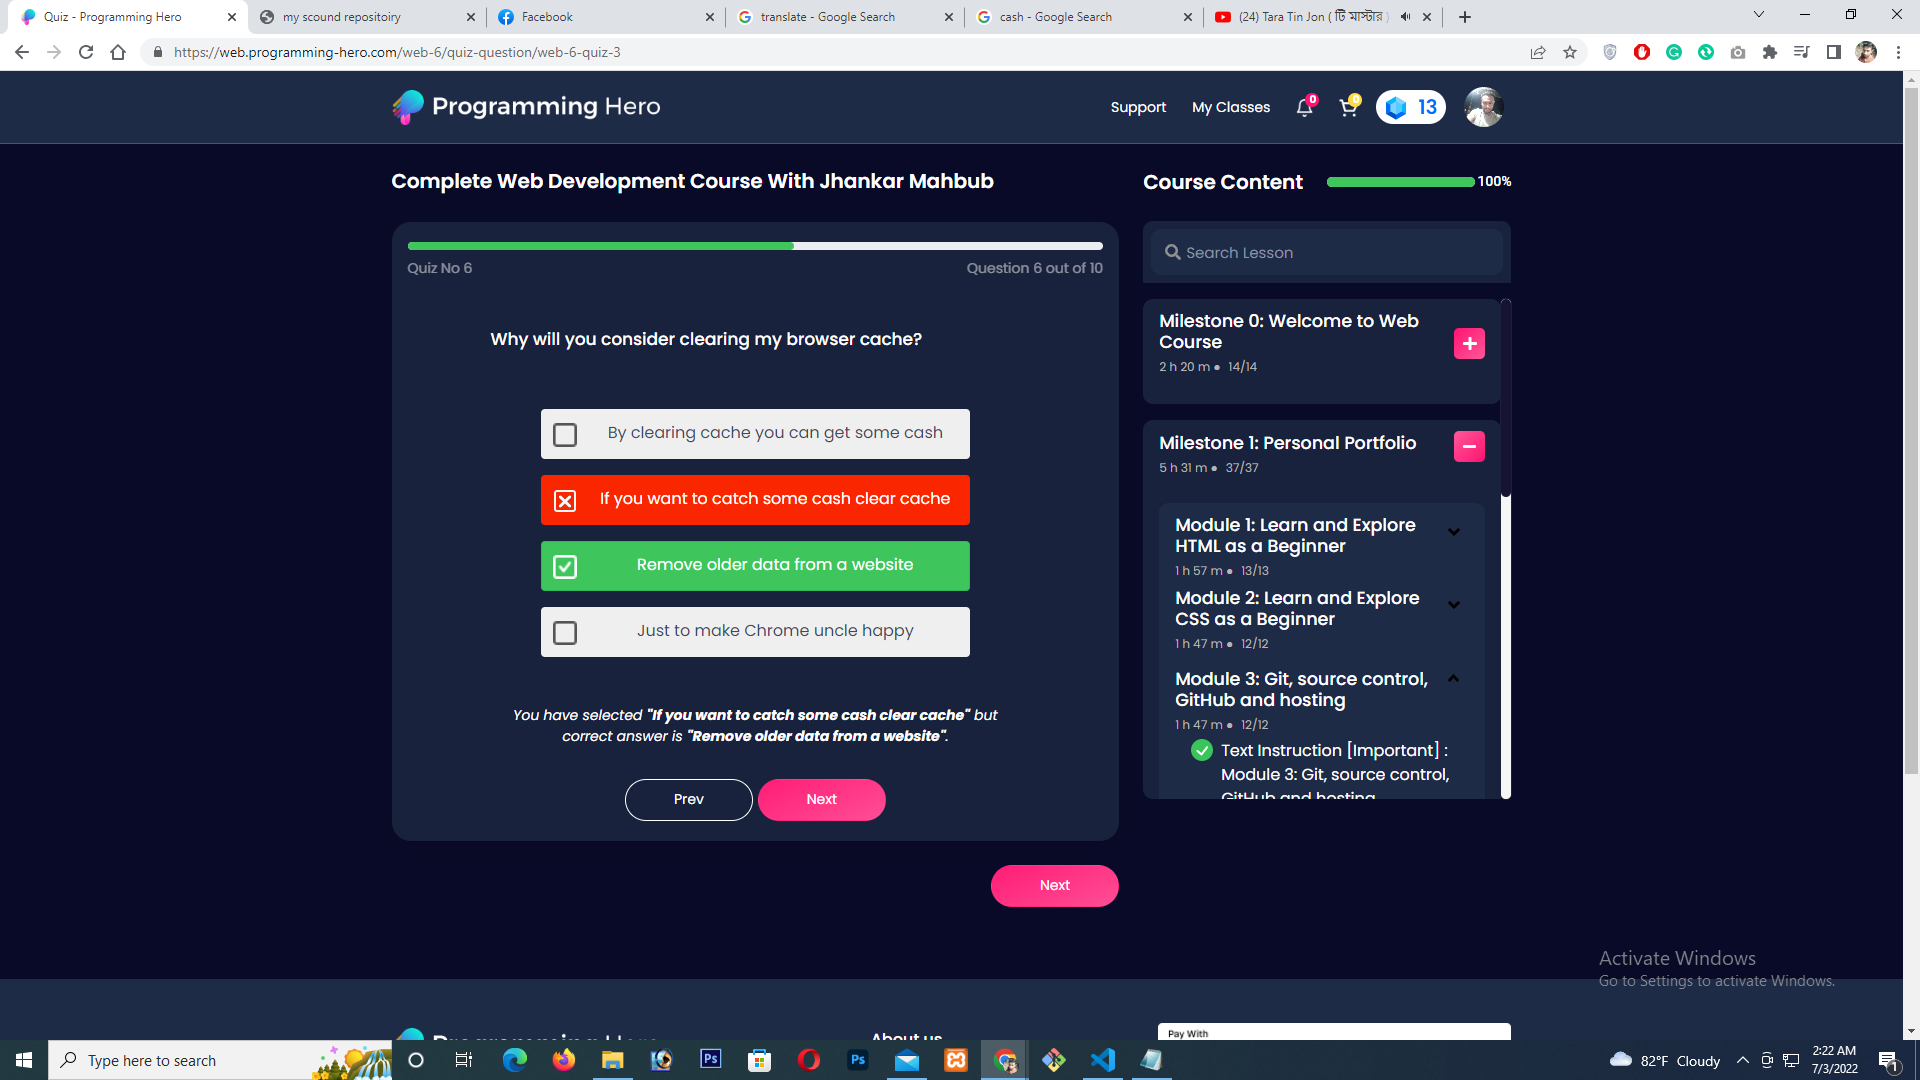 Quiz - Programming Hero
my scound repositoiry
Facebook
translate - Google Search
cash - Google Search
(24) Tara Tin Jon ( টি মাস্টার )
https://web.programming-hero.com/web-6/quiz-question/web-6-quiz-3
Programming Hero
Support
My Classes
0
0
13
Complete Web Development Course With Jhankar Mahbub
Quiz No 6
Question 6 out of 10
Why will you consider clearing my browser cache?
By clearing cache you can get some cash
If you want to catch some cash clear cache
Remove older data from a website
Just to make Chrome uncle happy
You have selected "If you want to catch some cash clear cache" but
correct answer is "Remove older data from a website".
Prev
Next
Next
Course Content
100%
Search Lesson
Milestone 0: Welcome to Web
Course
2 h 20 m ● 14/14
Milestone 1: Personal Portfolio
5 h 31 m ● 37/37
Module 1: Learn and Explore
HTML as a Beginner
1 h 57 m ● 13/13
Module 2: Learn and Explore
CSS as a Beginner
1 h 47 m ● 12/12
Module 3: Git, source control,
GitHub and hosting
1 h 47 m ● 12/12
Text Instruction [Important] :
Module 3: Git, source control,
GitHub and hosting
Activate Windows
Go to Settings to activate Windows.
Programming Hero
About us
Pay With
Type here to search
Ps
Ps
82°F Cloudy
2:22 AM
7/3/2022
1